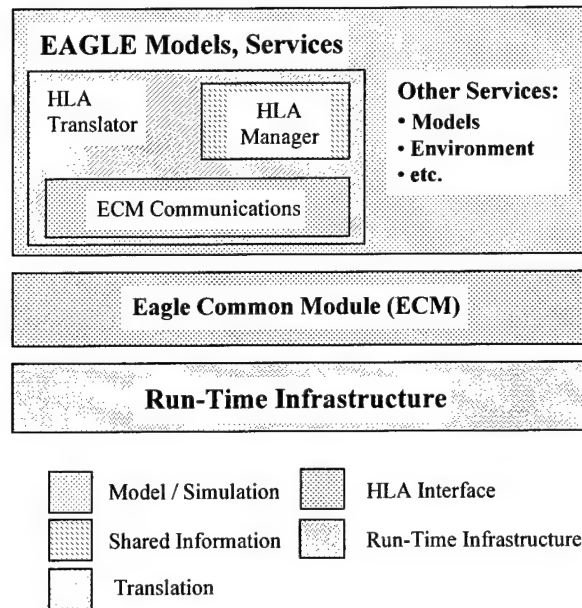 EAGLE Models, Services
HLA
Translator
HLA
Manager
ECM Communications
Other Services:
• Models
• Environment
• etc.
Eagle Common Module (ECM)
Run-Time Infrastructure
Model / Simulation
HLA Interface
Shared Information
Run-Time Infrastructure
Translation